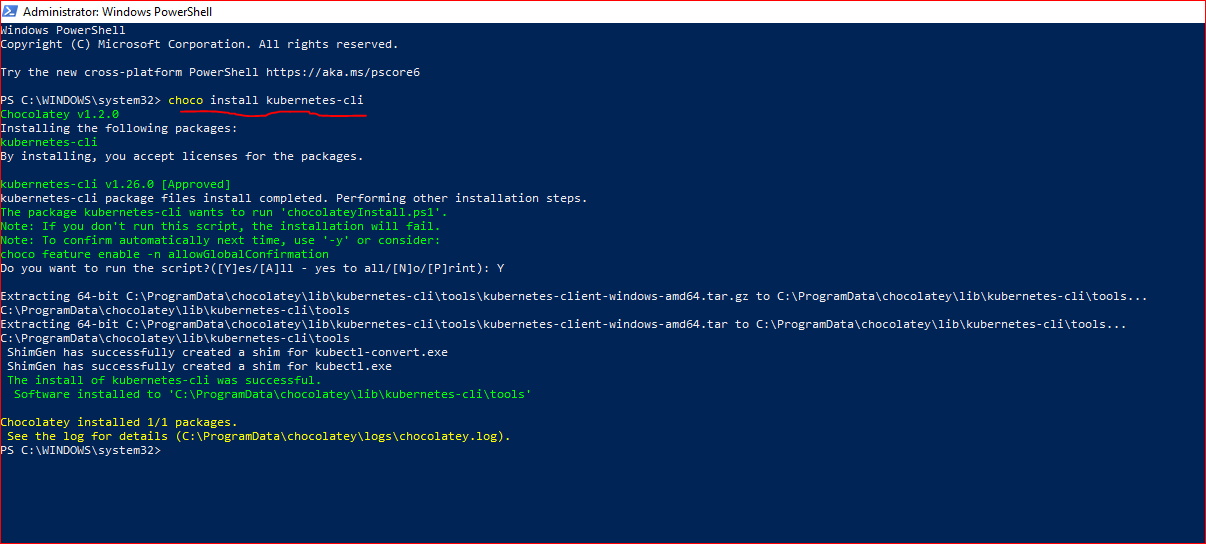 Administrator: Windows PowerShell
Windows PowerShell
Copyright (C) Microsoft Corporation. All rights reserved.
Try the new cross-platform PowerShell https://aka.ms/pscore6
PS C:\WINDOWS\system32> choco install kubernetes-cli
Chocolatey v1.2.0
Installing the following packages:
kubernetes-cli
By installing, you accept licenses for the packages.
kubernetes-cli v1.26.0 [Approved]
kubernetes-cli package files install completed. Performing other installation steps.
The package kubernetes-cli wants to run 'chocolateyInstall.ps1'.
Note: If you don't run this script, the installation will fail.
Note: To confirm automatically next time, use '-y' or consider:
choco feature enable -n allowGlobalConfirmation
Do you want to run the script?([Y]es/[A]ll - yes to all/[N]o/[P]rint): Y
Extracting 64-bit C:\ProgramData\chocolatey\lib\kubernetes-cli\tools\kubernetes-client-windows-amd64.tar.gz to C:\ProgramData\chocolatey\lib\kubernetes-cli\tools...
C:\ProgramData\chocolatey\lib\kubernetes-cli\tools
Extracting 64-bit C:\ProgramData\chocolatey\lib\kubernetes-cli\tools\kubernetes-client-windows-amd64.tar to C:\ProgramData\chocolatey\lib\kubernetes-cli\tools...
C:\ProgramData\chocolatey\lib\kubernetes-cli\tools
ShimGen has successfully created a shim for kubectl-convert.exe
ShimGen has successfully created a shim for kubectl.exe
The install of kubernetes-cli was successful.
Software installed to 'C:\ProgramData\chocolatey\lib\kubernetes-cli\tools'
Chocolatey installed 1/1 packages.
See the log for details (C:\ProgramData\chocolatey\logs\chocolatey.log).
PS C:\WINDOWS\system32>